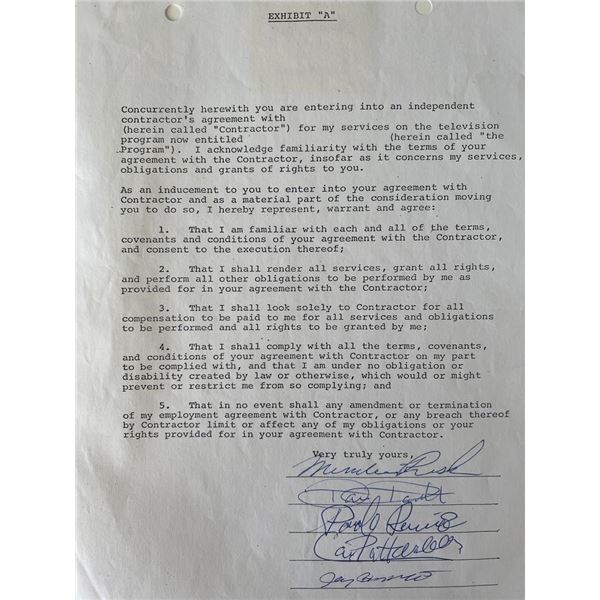 EXHIBIT "A"
Concurrently herewith you are entering into an independent
contractor's agreement with
(herein called "Contractor") for my services on the television
program now entitled (herein called "the
Program"). I acknowledge familiarity with the terms of your
agreement with the Contractor, insofar as it concerns my services,
obligations and grants of rights to you.
As an inducement to you to enter into your agreement with
Contractor and as a material part of the consideration moving
you to do so, I hereby represent, warrant and agree:
1. That I am familiar with each and all of the terms,
covenants and conditions of your agreement with the Contractor,
and consent to the execution thereof;
2. That I shall render all services, grant all rights,
and perform all other obligations to be performed by me as
provided for in your agreement with the Contractor;
3. That I shall look solely to Contractor for all
compensation to be paid to me for all services and obligations
to be performed and all rights to be granted by me;
4. That I shall comply with all the terms, covenants,
and conditions of your agreement with Contractor on my part
to be complied with, and that I am under no obligation or
disability created by law or otherwise, which would or might
prevent or restrict me from so complying; and
5. That in no event shall any amendment or termination
of my employment agreement with Contractor, or any breach thereof
by Contractor limit or affect any of my obligations or your
rights provided for in your agreement with Contractor.
Very truly yours,
Paul